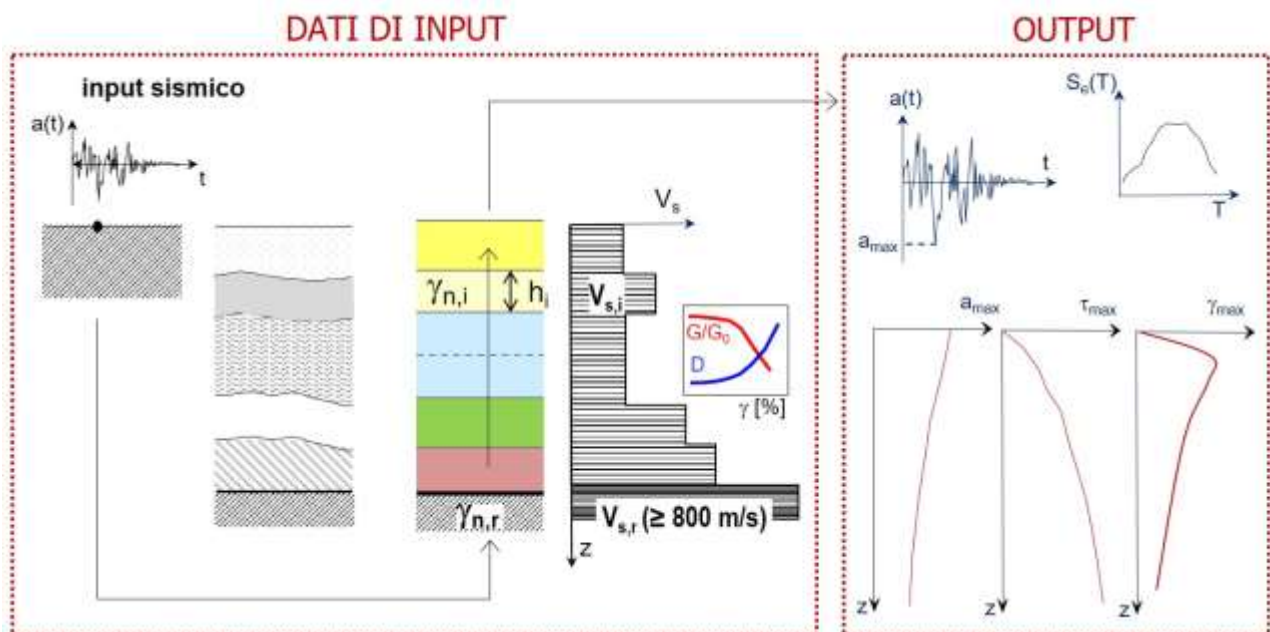 DATI DI INPUT
input sismico
a(t)
t
γn,i
hi
γn,r
Vs
Vs,i
G/G0
D
γ [%]
Vs,r (≥ 800 m/s)
z
OUTPUT
a(t)
t
amax
Se(T)
T
amax
τmax
γmax
z
z
z